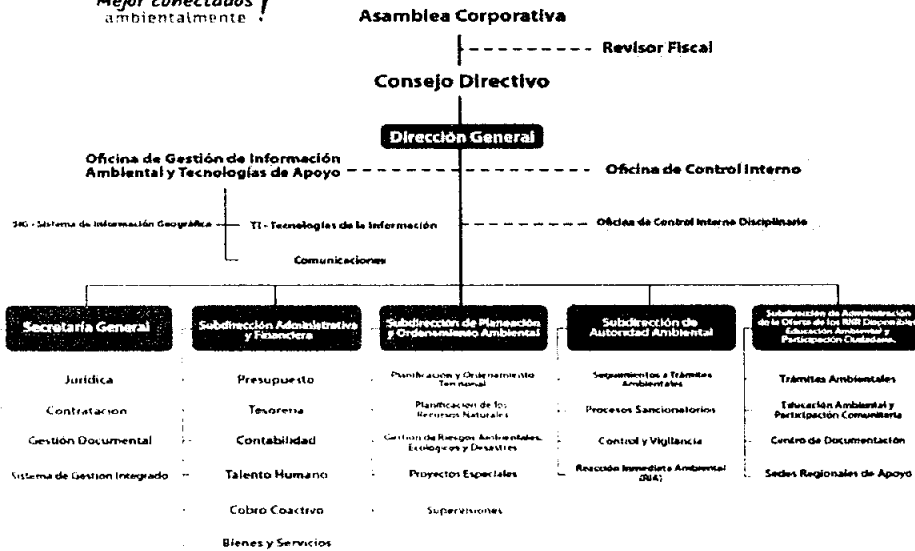 Mejor conectados
ambientalmente !
Asamblea Corporativa
Revisor Fiscal
Consejo Directivo
Dirección General
Oficina de Gestión de Información
Ambiental y Tecnologías de Apoyo
Oficina de Control Interno
SIG - Sistema de Información Geográfica
TI - Tecnologías de la Información
Oficina de Control Interno Disciplinario
Comunicaciones
Secretaría General
Jurídica
Contratación
Gestión Documental
Sistema de Gestión Integrado
Subdirección Administrativa
y Financiera
Presupuesto
Tesorería
Contabilidad
Talento Humano
Cobro Coactivo
Bienes y Servicios
Subdirección de Planeación
y Ordenamiento Ambiental
Planificación y Ordenamiento
Territorial
Planificación de los
Recursos Naturales
Gestión de Riesgos Ambientales,
Ecológicos y Desastres
Proyectos Especiales
Supervisiones
Subdirección de
Autoridad Ambiental
Seguimientos a Trámites
Ambientales
Procesos Sancionatorios
Control y Vigilancia
Reacción Inmediata Ambiental
(RIA)
Subdirección de Administración
de la Oferta de los RNR Disponibles
Educación Ambiental y
Participación Ciudadana.
Trámites Ambientales
Educación Ambiental y
Participación Comunitaria
Centro de Documentación
Sedes Regionales de Apoyo